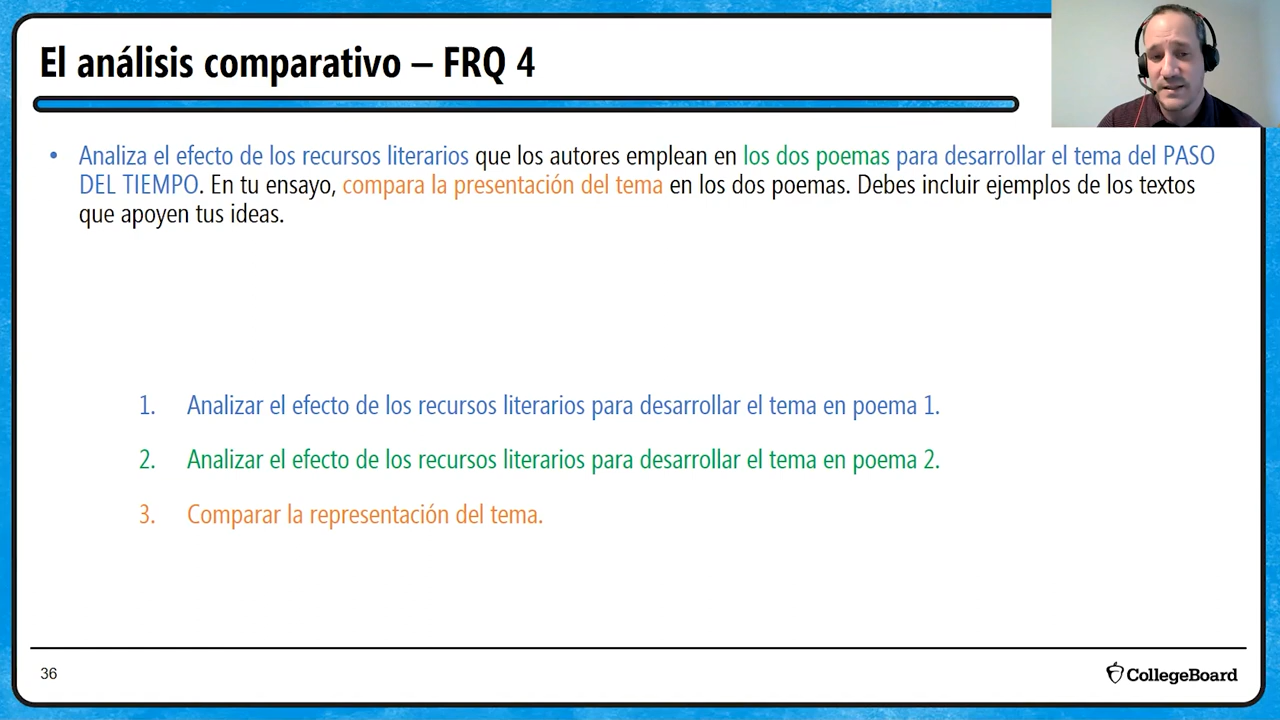 El análisis comparativo – FRQ 4
• Analiza el efecto de los recursos literarios que los autores emplean en los dos poemas para desarrollar el tema del PASO
DEL TIEMPO. En tu ensayo, compara la presentación del tema en los dos poemas. Debes incluir ejemplos de los textos
que apoyen tus ideas.
1. Analizar el efecto de los recursos literarios para desarrollar el tema en poema 1.
2. Analizar el efecto de los recursos literarios para desarrollar el tema en poema 2.
3. Comparar la representación del tema.
36
CollegeBoard